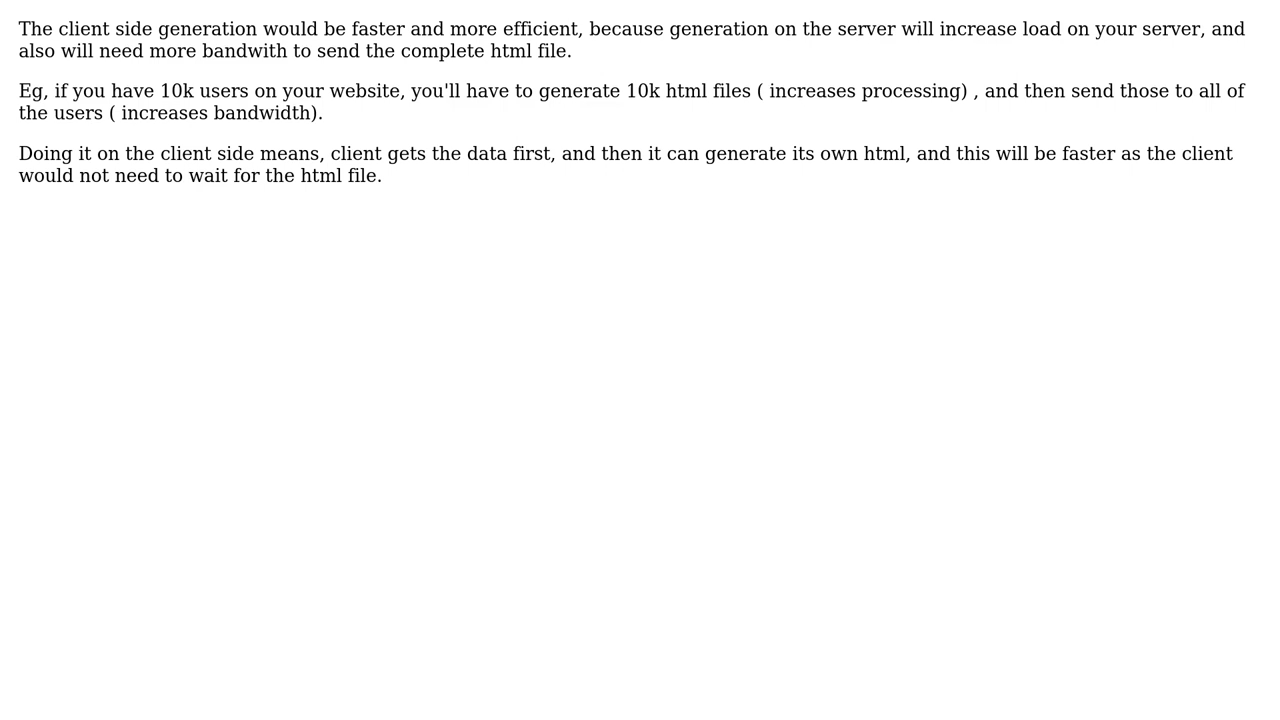 The client side generation would be faster and more efficient, because generation on the server will increase load on your server, and
also will need more bandwith to send the complete html file.
Eg, if you have 10k users on your website, you'll have to generate 10k html files ( increases processing) , and then send those to all of
the users ( increases bandwidth).
Doing it on the client side means, client gets the data first, and then it can generate its own html, and this will be faster as the client
would not need to wait for the html file.